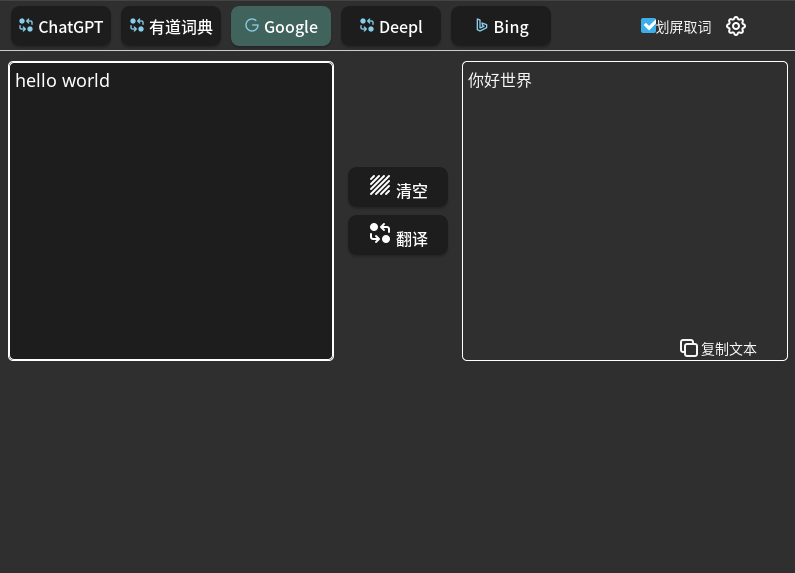 ChatGPT
有道词典
Google
Deepl
Bing
划屏取词
hello world
清空
翻译
你好世界
复制文本